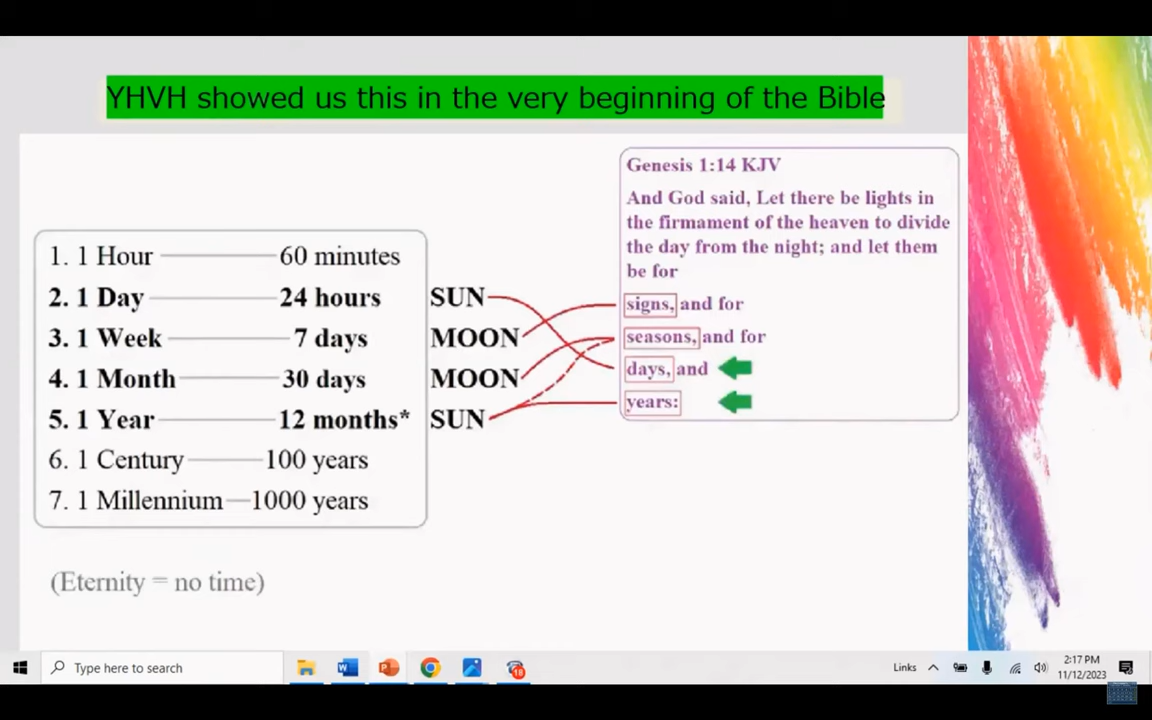 YHVH showed us this in the very beginning of the Bible
1. 1 Hour 60 minutes
2. 1 Day 24 hours SUN
3. 1 Week 7 days MOON
4. 1 Month 30 days MOON
5. 1 Year 12 months* SUN
6. 1 Century 100 years
7. 1 Millennium 1000 years
(Eternity = no time)
Genesis 1:14 KJV
And God said, Let there be lights in
the firmament of the heaven to divide
the day from the night; and let them
be for
signs, and for
seasons, and for
days, and
years:
Type here to search
Links
2:17 PM
11/12/2023